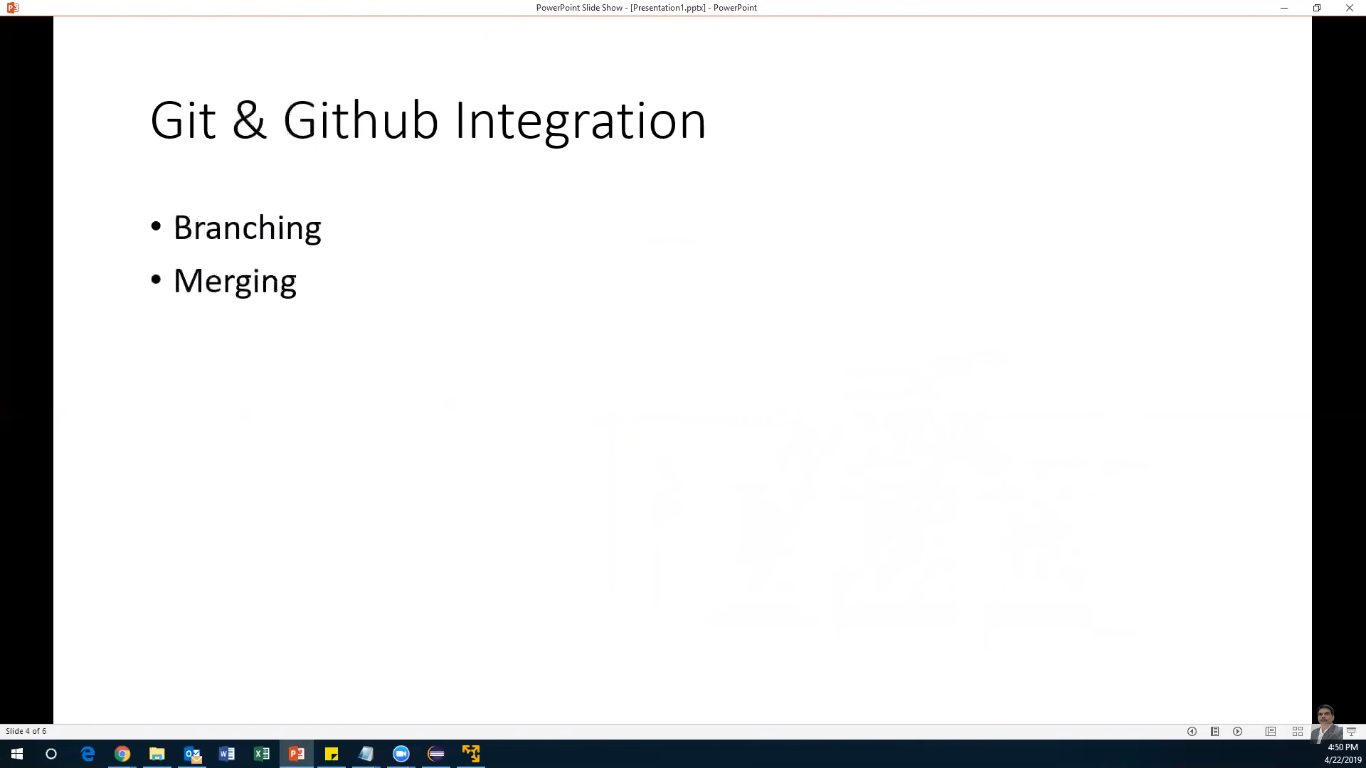 PowerPoint Slide Show - [Presentation1.pptx] - PowerPoint
Git & Github Integration
• Branching
• Merging
Slide 4 of 6
4:50 PM
4/22/2019